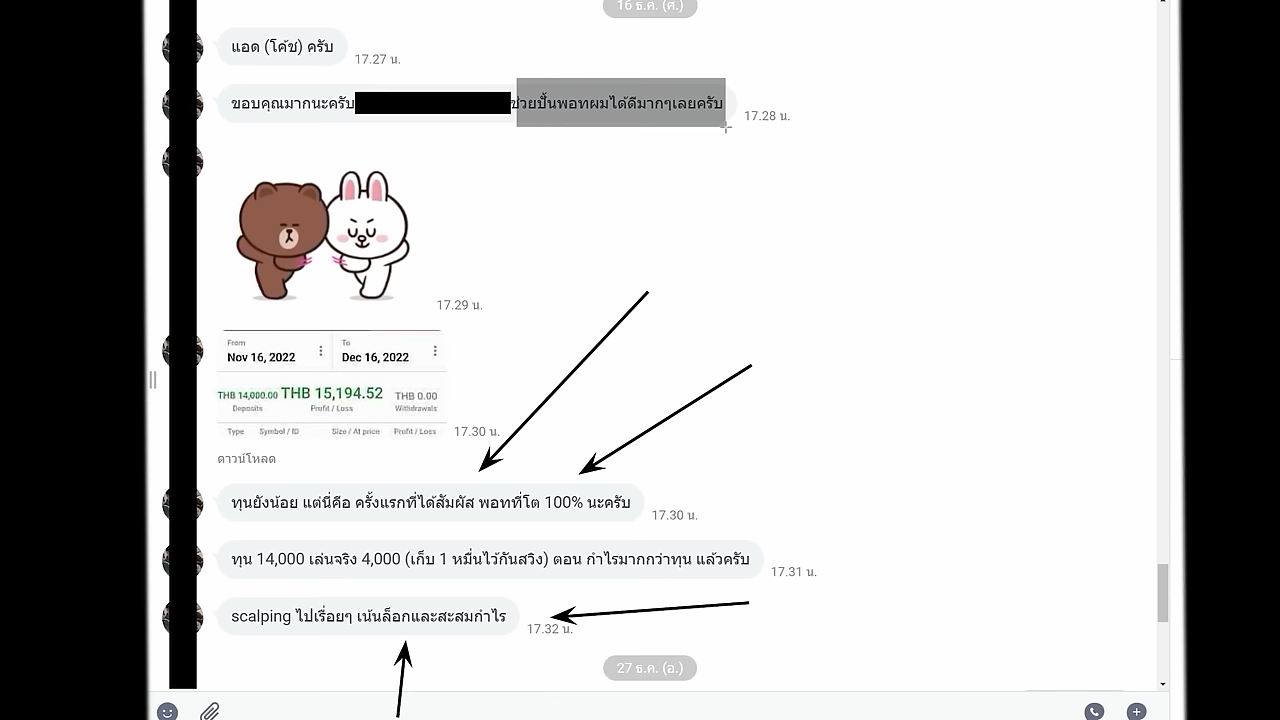 16 ธ.ค. (ศ.)
แอด (โค้ช) ครับ
17.27 น.
ขอบคุณมากนะครับ ช่วยปั้นพอทผมได้ดีมากๆเลยครับ
17.28 น.
17.29 น.
From To
Nov 16, 2022 Dec 16, 2022
THB 14,000.00 THB 15,194.52 THB 0.00
Deposits Profit / Loss Withdrawals
Type Symbol / ID Size / At price Profit / Loss
17.30 น.
ดาวน์โหลด
ทุนยังน้อย แต่นี่คือ ครั้งแรกที่ได้สัมผัส พอทที่โต 100% นะครับ
17.30 น.
ทุน 14,000 เล่นจริง 4,000 (เก็บ 1 หมื่นไว้กันสวิง) ตอน กำไรมากกว่าทุน แล้วครับ
17.31 น.
scalping ไปเรื่อยๆ เน้นล็อกและสะสมกำไร
17.32 น.
27 ธ.ค. (อ.)